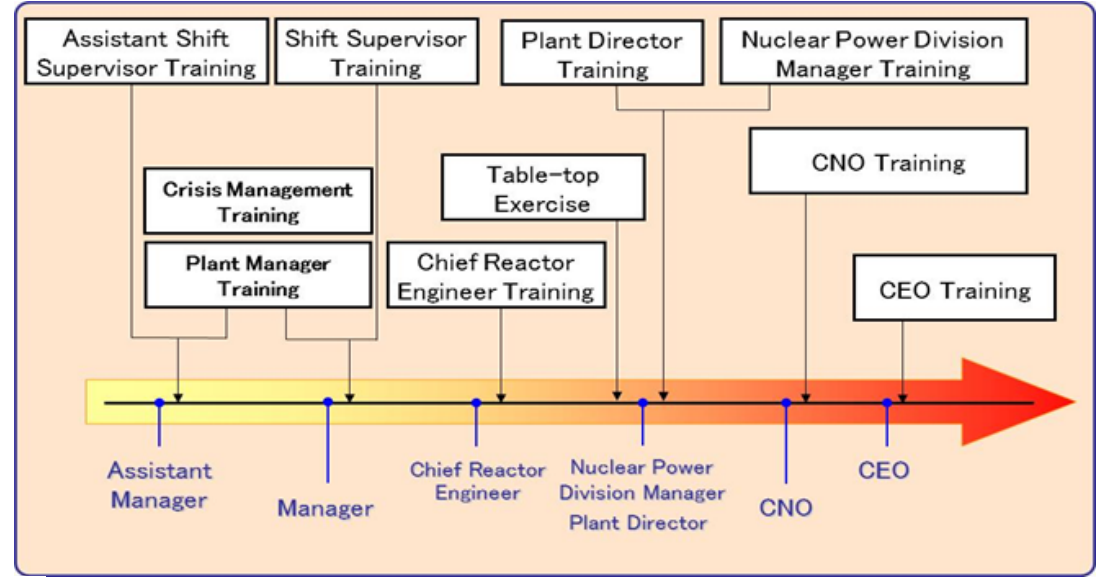 Assistant Shift
Supervisor Training
Shift Supervisor
Training
Plant Director
Training
Nuclear Power Division
Manager Training
CNO Training
Crisis Management
Training
Table-top
Exercise
Plant Manager
Training
Chief Reactor
Engineer Training
CEO Training
Assistant
Manager
Manager
Chief Reactor
Engineer
Nuclear Power
Division Manager
Plant Director
CNO
CEO